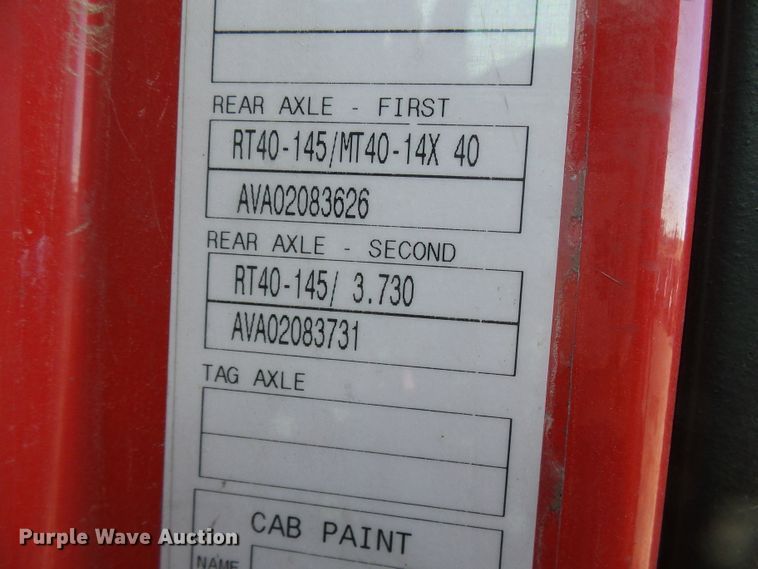 REAR AXLE - FIRST
RT40-145/MT40-14X 40
AVA02083626
REAR AXLE - SECOND
RT40-145/ 3.730
AVA02083731
TAG AXLE
CAB PAINT
NAME
Purple Wave Auction